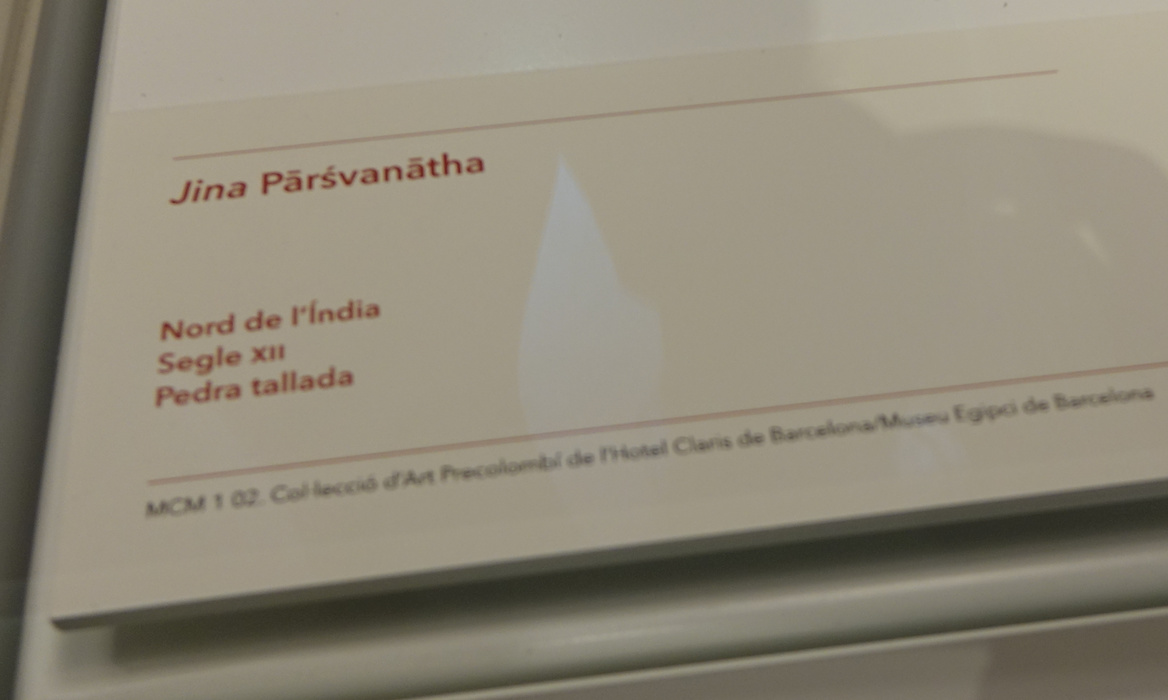 Jina Pārśvanātha
Nord de l'Índia
Segle XII
Pedra tallada
MCM 1 02. Col·lecció d'Art Precolombí de l'Hotel Claris de Barcelona/Museu Egipci de Barcelona